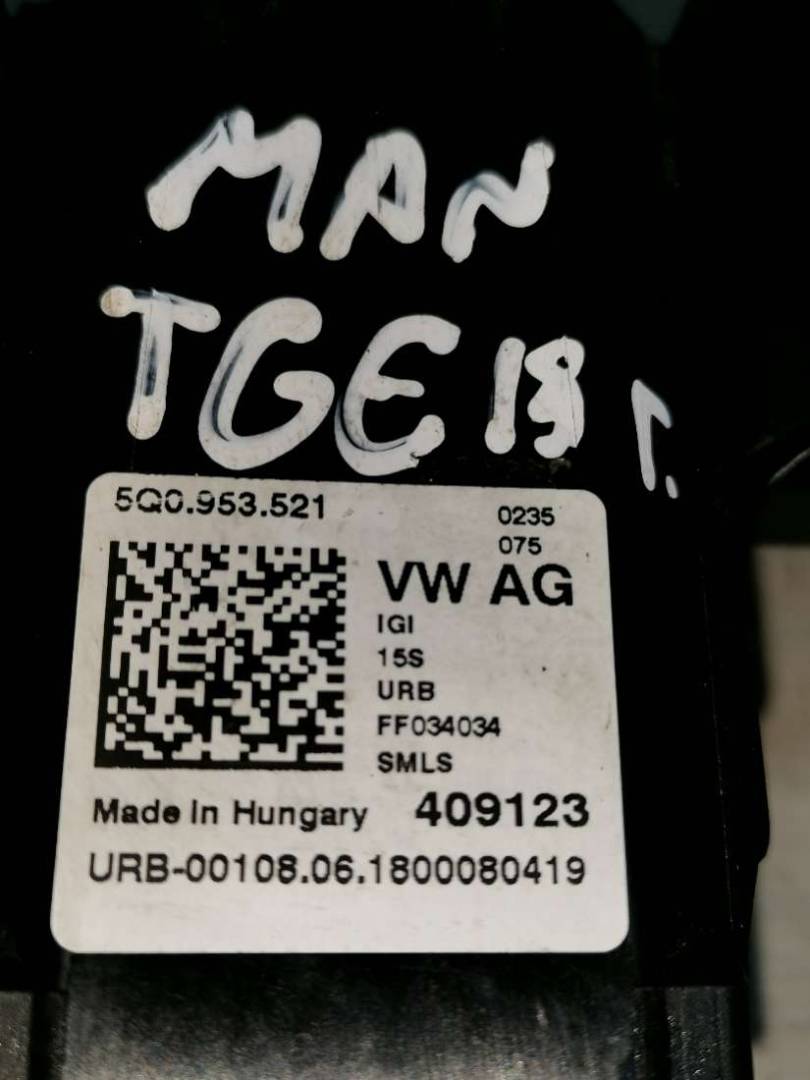 MAN
TGE 18 г.
5Q0.953.521
0235
075
VW AG
IGI
15S
URB
FF034034
SMLS
Made in Hungary 409123
URB-00108.06.1800080419